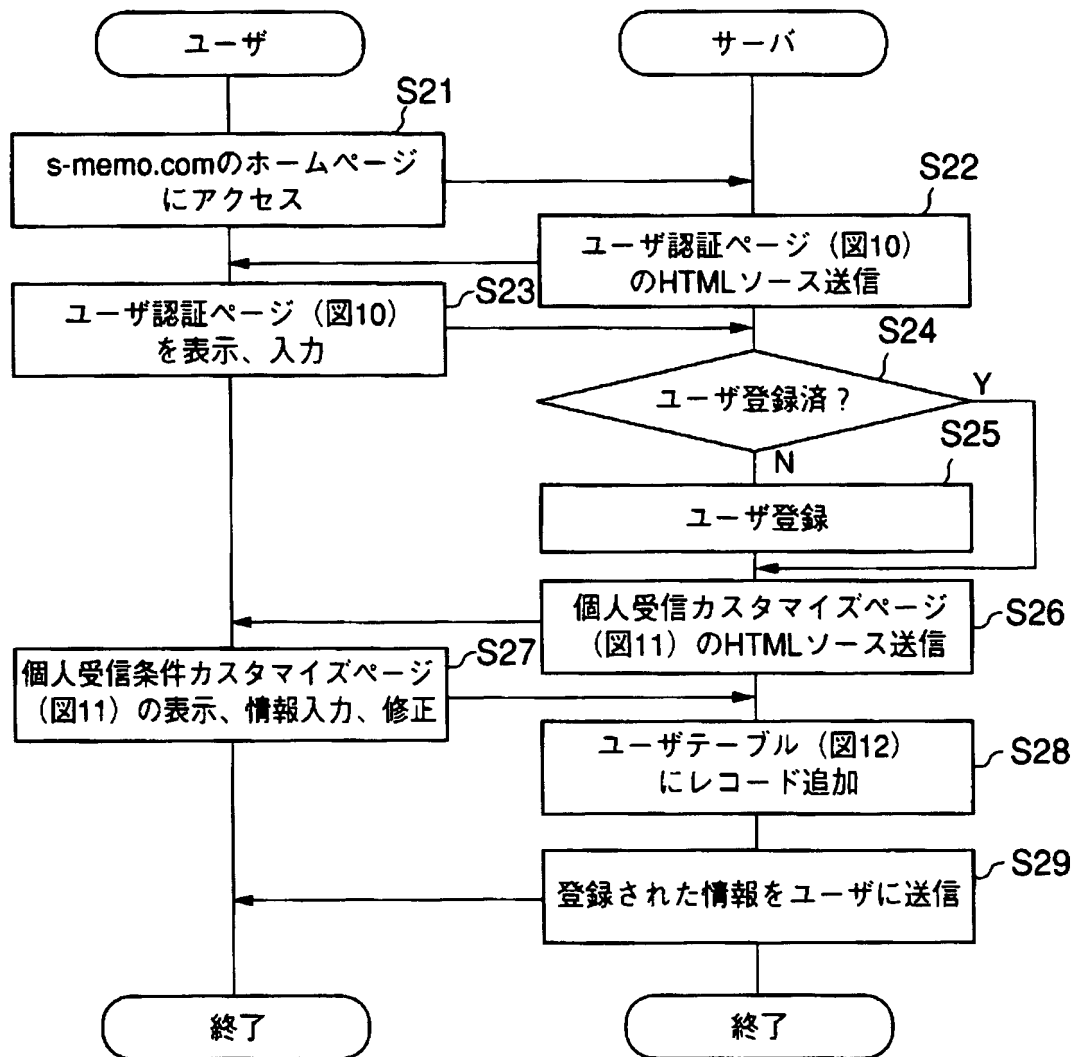 ユーザ
サーバ
S21
s-memo.comのホームページ
にアクセス
S22
ユーザ認証ページ（図10）
のHTMLソース送信
S23
ユーザ認証ページ（図10）
を表示、入力
S24
ユーザ登録済？
Y
N
S25
ユーザ登録
S26
個人受信カスタマイズページ
（図11）のHTMLソース送信
S27
個人受信条件カスタマイズページ
（図11）の表示、情報入力、修正
S28
ユーザテーブル（図12）
にレコード追加
S29
登録された情報をユーザに送信
終了
終了